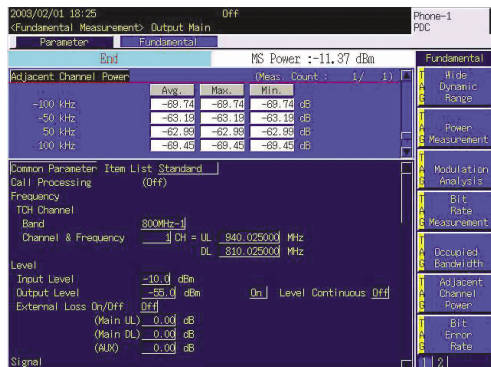 2003/02/01 18:25 Off
<Fundamental Measurement> Output Main
Phone-1
PDC
Parameter Fundamental
End MS Power :-11.37 dBm
Fundamental
Adjacent Channel Power (Meas. Count : 1/ 1)
Avg. Max. Min.
-100 kHz -69.74 -69.74 -69.74 dB
-50 kHz -63.19 -63.19 -63.19 dB
50 kHz -62.99 -62.99 -62.99 dB
100 kHz -69.45 -69.45 -69.45 dB
Common Parameter Item List Standard
Call Processing (Off)
Frequency
TCH Channel
Band 800MHz-1
Channel & Frequency 1 CH = UL 940.025000 MHz
DL 810.025000 MHz
Level
Input Level -10.0 dBm
Output Level -55.0 dBm On Level Continuous Off
External Loss On/Off Off
(Main UL) 0.00 dB
(Main DL) 0.00 dB
(AUX) 0.00 dB
Signal
TAG Wide Dynamic Range
TAG Power Measurement
TAG Modulation Analysis
TAG Bit Rate Measurement
TAG Occupied Bandwidth
TAG Adjacent Channel Power
TAG Bit Error Rate
1 2